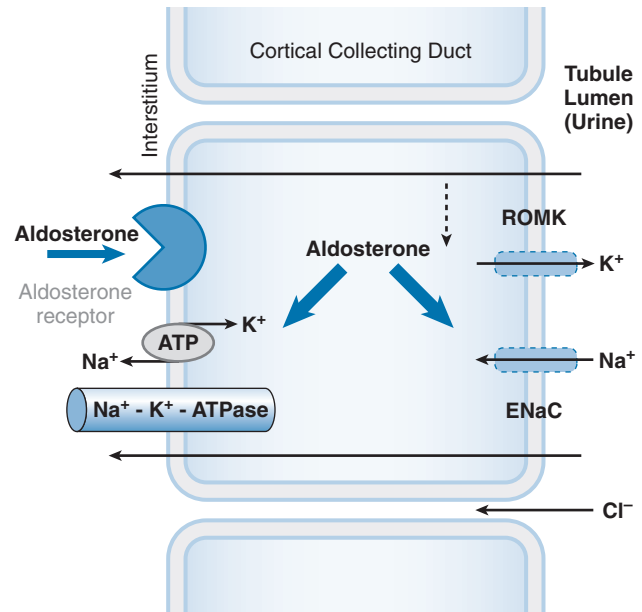 Cortical Collecting Duct
Tubule
Lumen
(Urine)
Interstitium
Aldosterone
Aldosterone
receptor
Aldosterone
ROMK
K⁺
K⁺
ATP
Na⁺
Na⁺
Na⁺ - K⁺ - ATPase
ENaC
Cl⁻